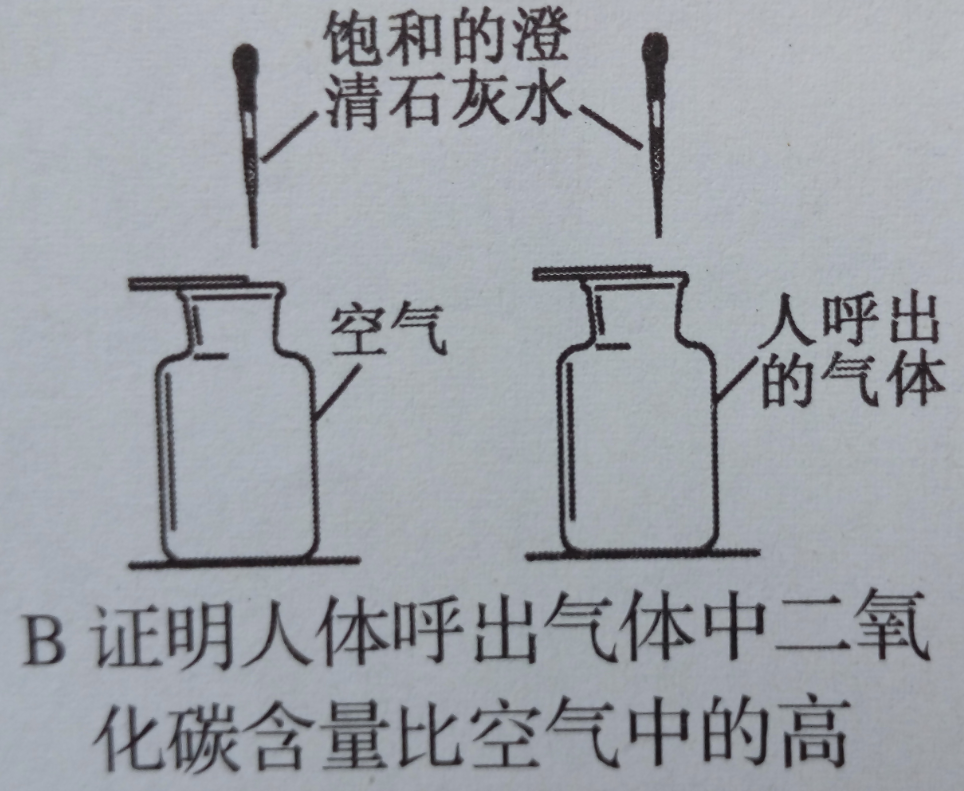 饱和的澄
清石灰水
空气
人呼出
的气体
B 证明人体呼出气体中二氧
化碳含量比空气中的高